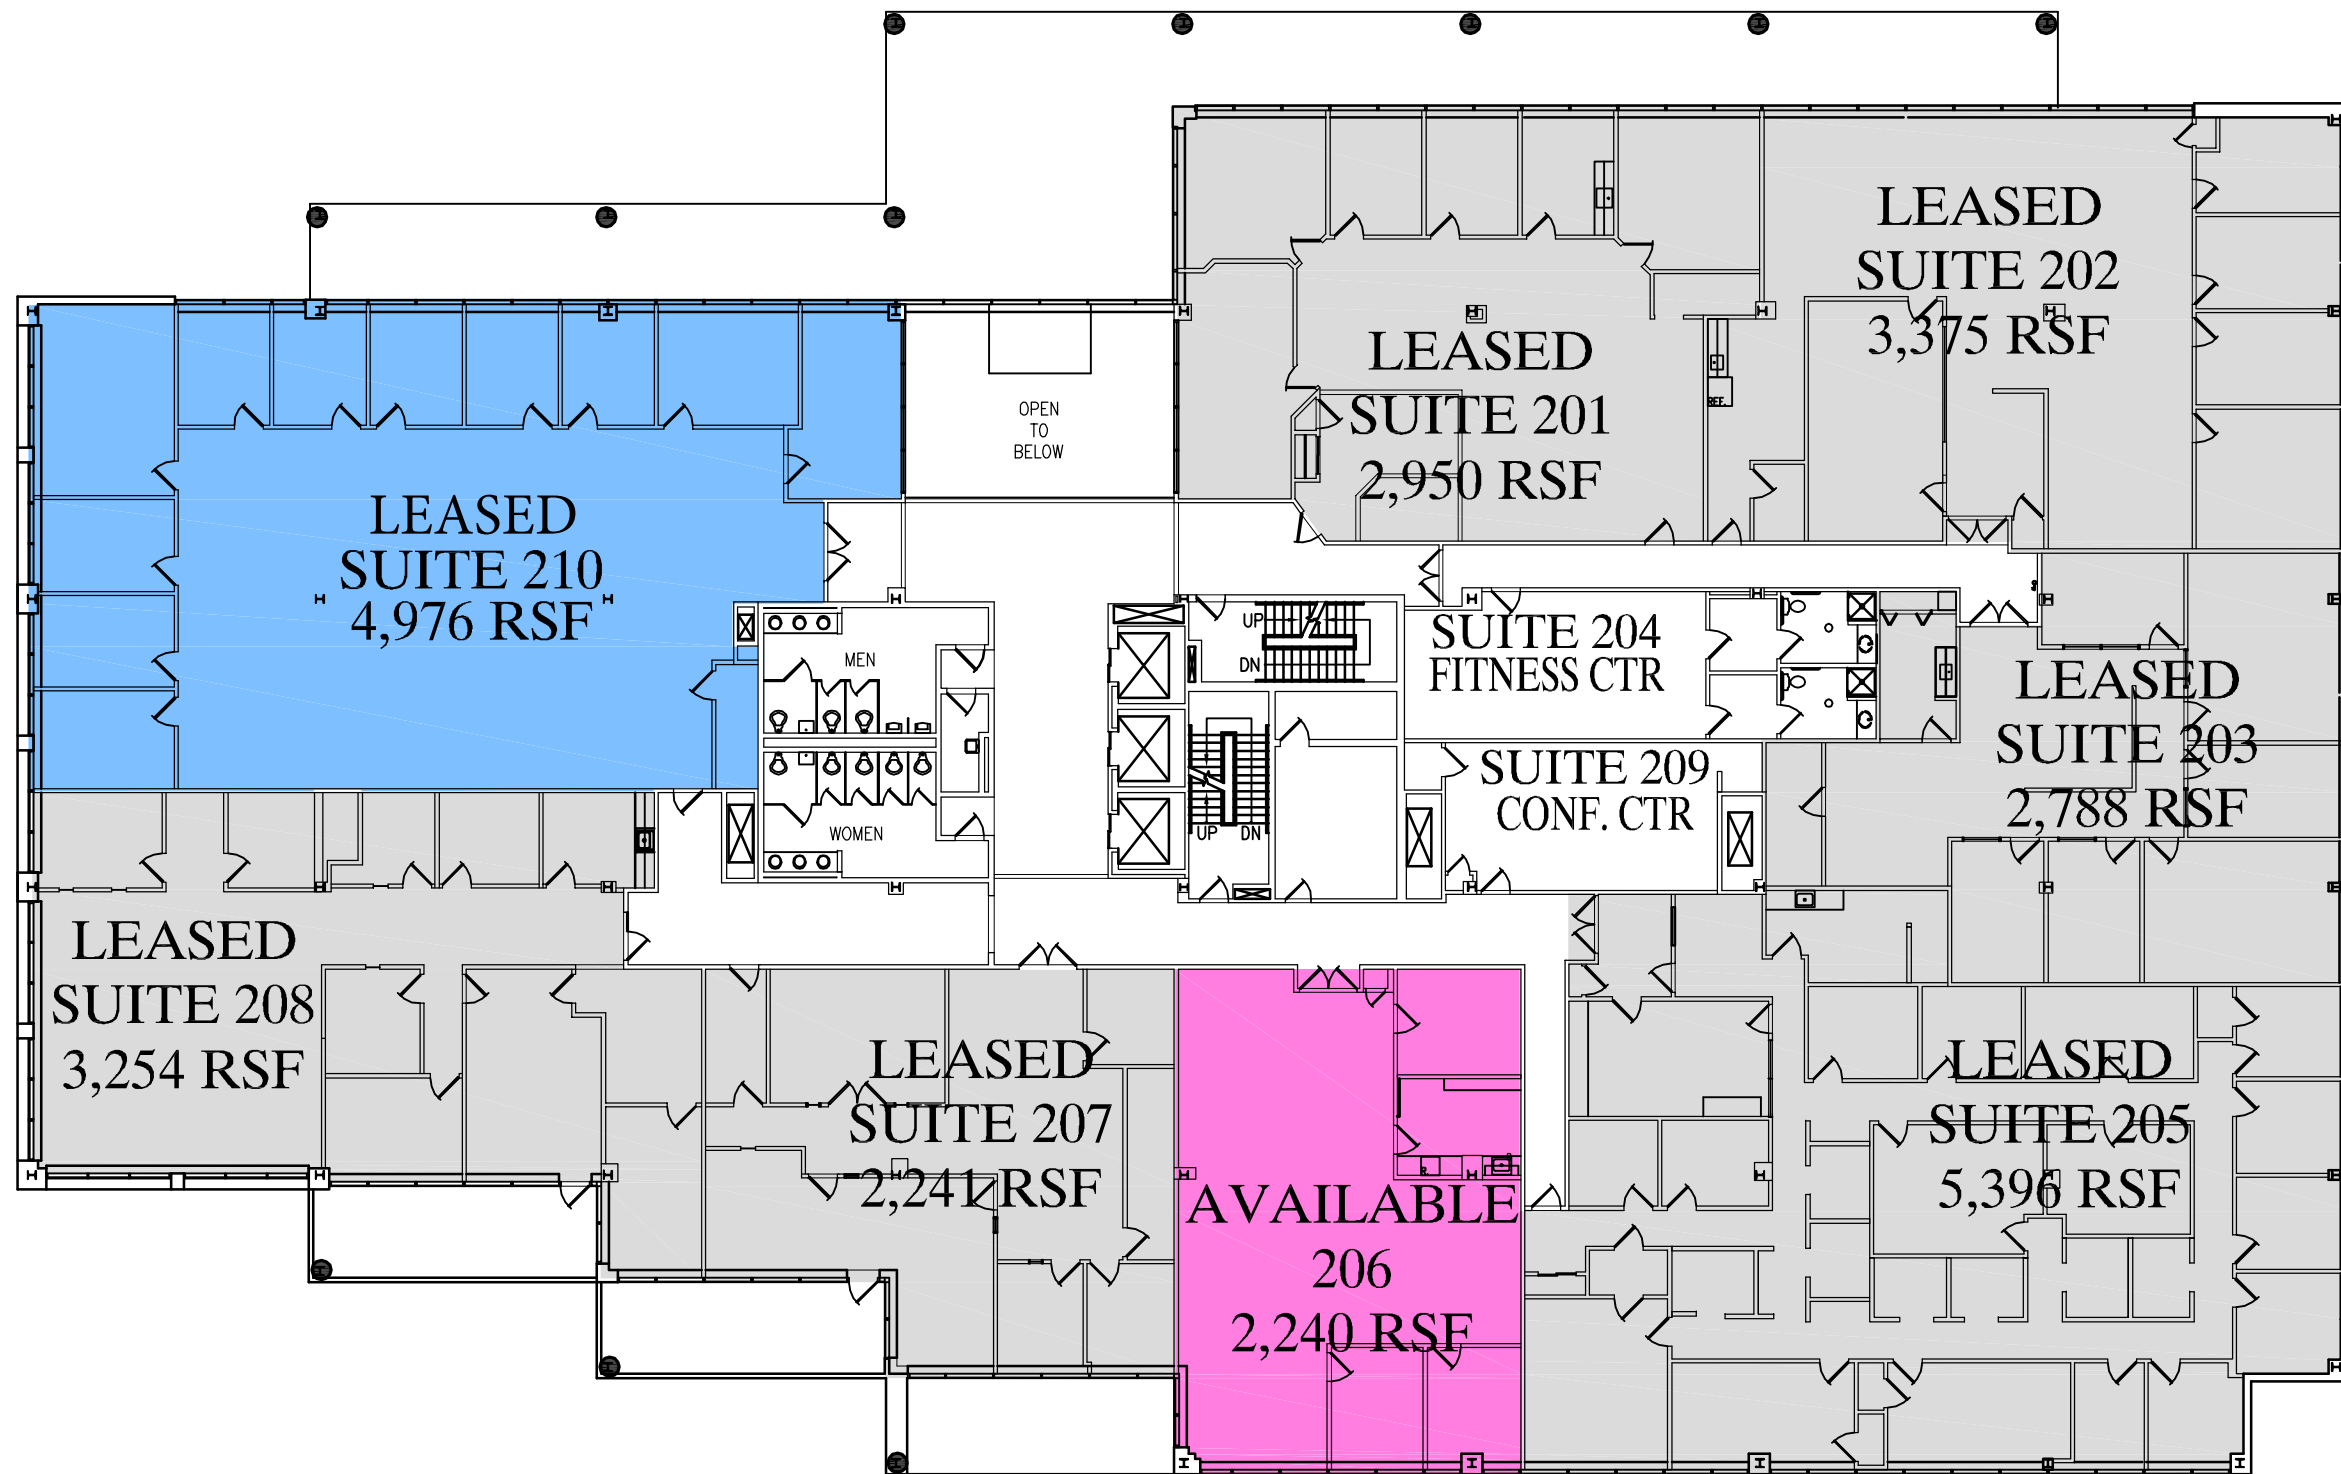 LEASED
SUITE 202
3,375 RSF
LEASED
SUITE 201
2,950 RSF
REF.
OPEN
TO
BELOW
LEASED
SUITE 210
4,976 RSF
MEN
WOMEN
UP
DN
UP DN
SUITE 204
FITNESS CTR
SUITE 209
CONF. CTR
LEASED
SUITE 203
2,788 RSF
LEASED
SUITE 208
3,254 RSF
LEASED
SUITE 207
2,241 RSF
R.
AVAILABLE
206
2,240 RSF
LEASED
SUITE 205
5,396 RSF